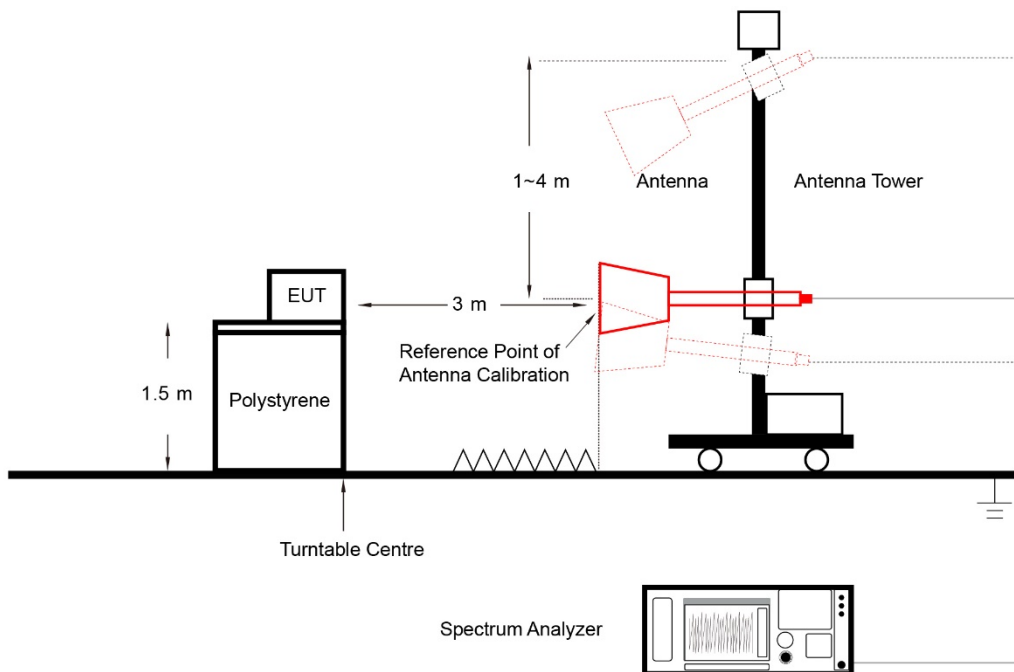 1~4 m
Antenna
Antenna Tower
EUT
3 m
Reference Point of
Antenna Calibration
1.5 m
Polystyrene
Turntable Centre
Spectrum Analyzer